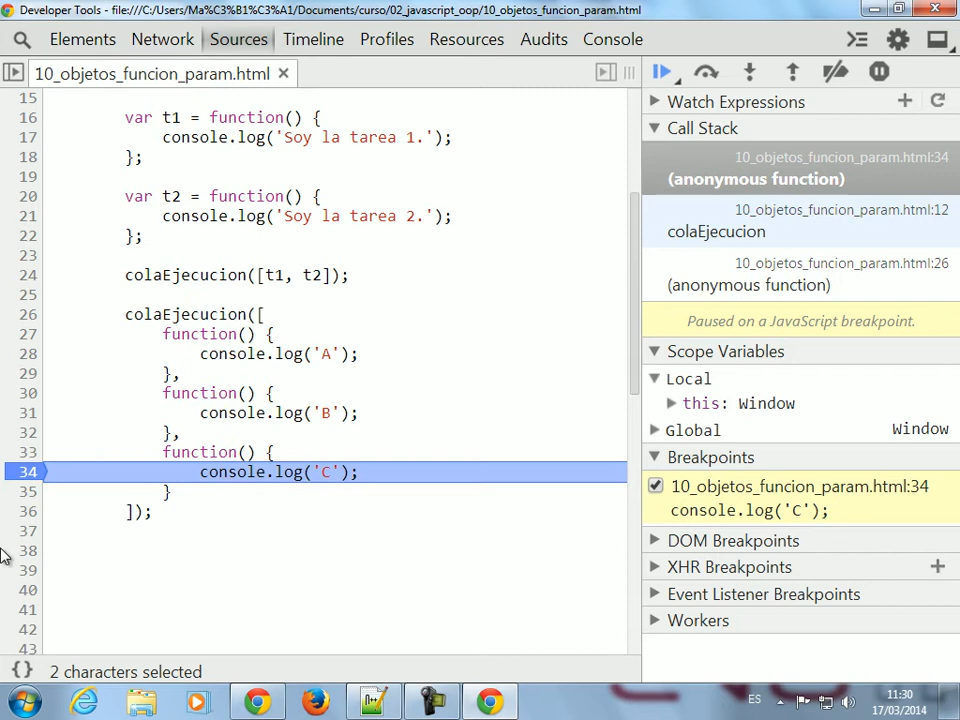 Developer Tools - file:///C:/Users/Ma%C3%B1%C3%A1/Documents/curso/02_javascript_oop/10_objetos_funcion_param.html
Elements Network Sources Timeline Profiles Resources Audits Console
10_objetos_funcion_param.html
15
16 var t1 = function() {
17 console.log('Soy la tarea 1.');
18 };
19
20 var t2 = function() {
21 console.log('Soy la tarea 2.');
22 };
23
24 colaEjecucion([t1, t2]);
25
26 colaEjecucion([
27 function() {
28 console.log('A');
29 },
30 function() {
31 console.log('B');
32 },
33 function() {
34 console.log('C');
35 }
36 ]);
37
38
39
40
41
42
43
{ } 2 characters selected
Watch Expressions
Call Stack
10_objetos_funcion_param.html:34
(anonymous function)
10_objetos_funcion_param.html:12
colaEjecucion
10_objetos_funcion_param.html:26
(anonymous function)
Paused on a JavaScript breakpoint.
Scope Variables
Local
this: Window
Global Window
Breakpoints
10_objetos_funcion_param.html:34
console.log('C');
DOM Breakpoints
XHR Breakpoints
Event Listener Breakpoints
Workers
ES
11:30
17/03/2014